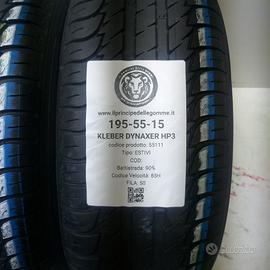 www.ilprincipedellegomme.it
195-55-15
KLEBER DYNAXER HP3
codice prodotto: 55111
Tipo: ESTIVI
COD:
Battistrada: 90%
Codice Velocità: 85H
FILA: 50